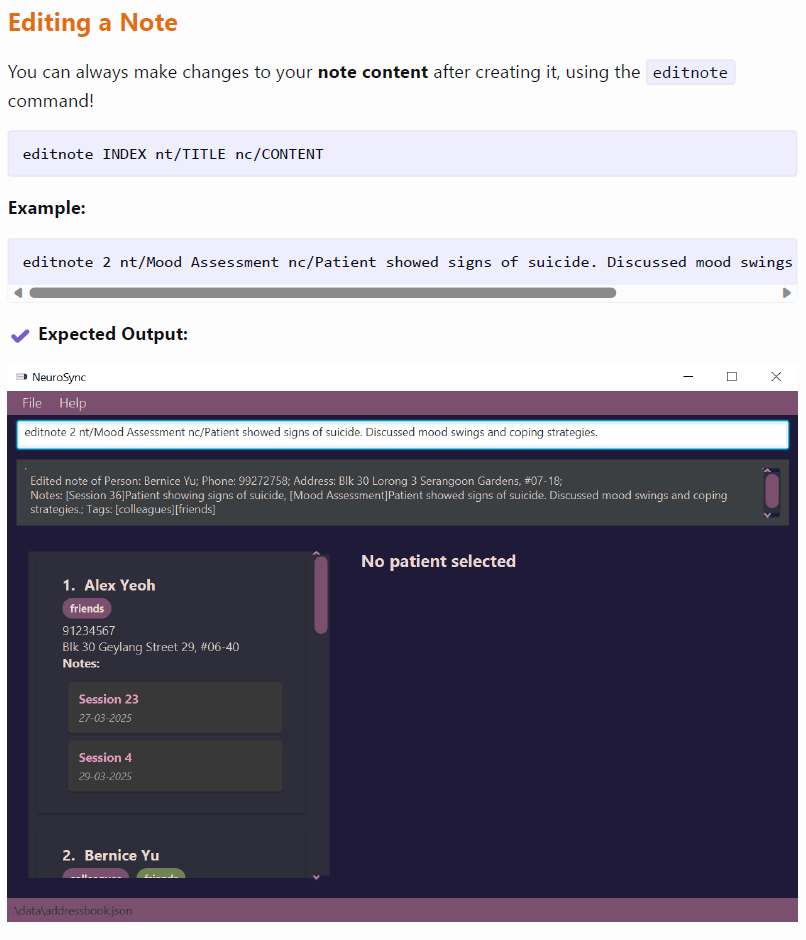 Editing a Note
You can always make changes to your note content after creating it, using the editnote
command!
editnote INDEX nt/TITLE nc/CONTENT
Example:
editnote 2 nt/Mood Assessment nc/Patient showed signs of suicide. Discussed mood swings
Expected Output:
NeuroSync
File Help
editnote 2 nt/Mood Assessment nc/Patient showed signs of suicide. Discussed mood swings and coping strategies.
Edited note of Person: Bernice Yu; Phone: 99272758; Address: Blk 30 Lorong 3 Serangoon Gardens, #07-18;
Notes: [Session 36]Patient showing signs of suicide, [Mood Assessment]Patient showed signs of suicide. Discussed mood swings and coping
strategies.; Tags: [colleagues][friends]
No patient selected
1. Alex Yeoh
friends
91234567
Blk 30 Geylang Street 29, #06-40
Notes:
Session 23
27-03-2025
Session 4
29-03-2025
2. Bernice Yu
colleagues friends
.\data\addressbook.json